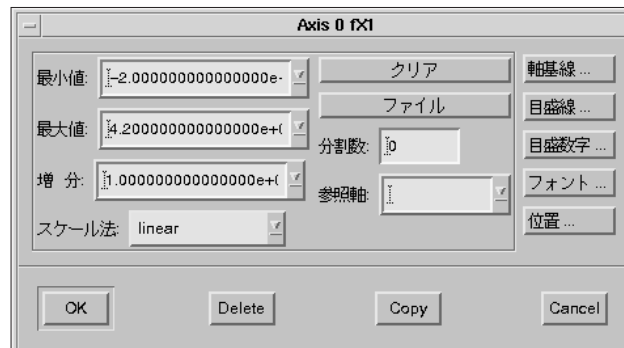 Axis 0 fX1
最小値: -2.000000000000000e-
最大値: 4.200000000000000e+(
増 分: 1.000000000000000e+(
スケール法: linear
クリア
ファイル
分割数: 0
参照軸:
軸基線 ...
目盛線 ...
目盛数字 ...
フォント ...
位置 ...
OK Delete Copy Cancel